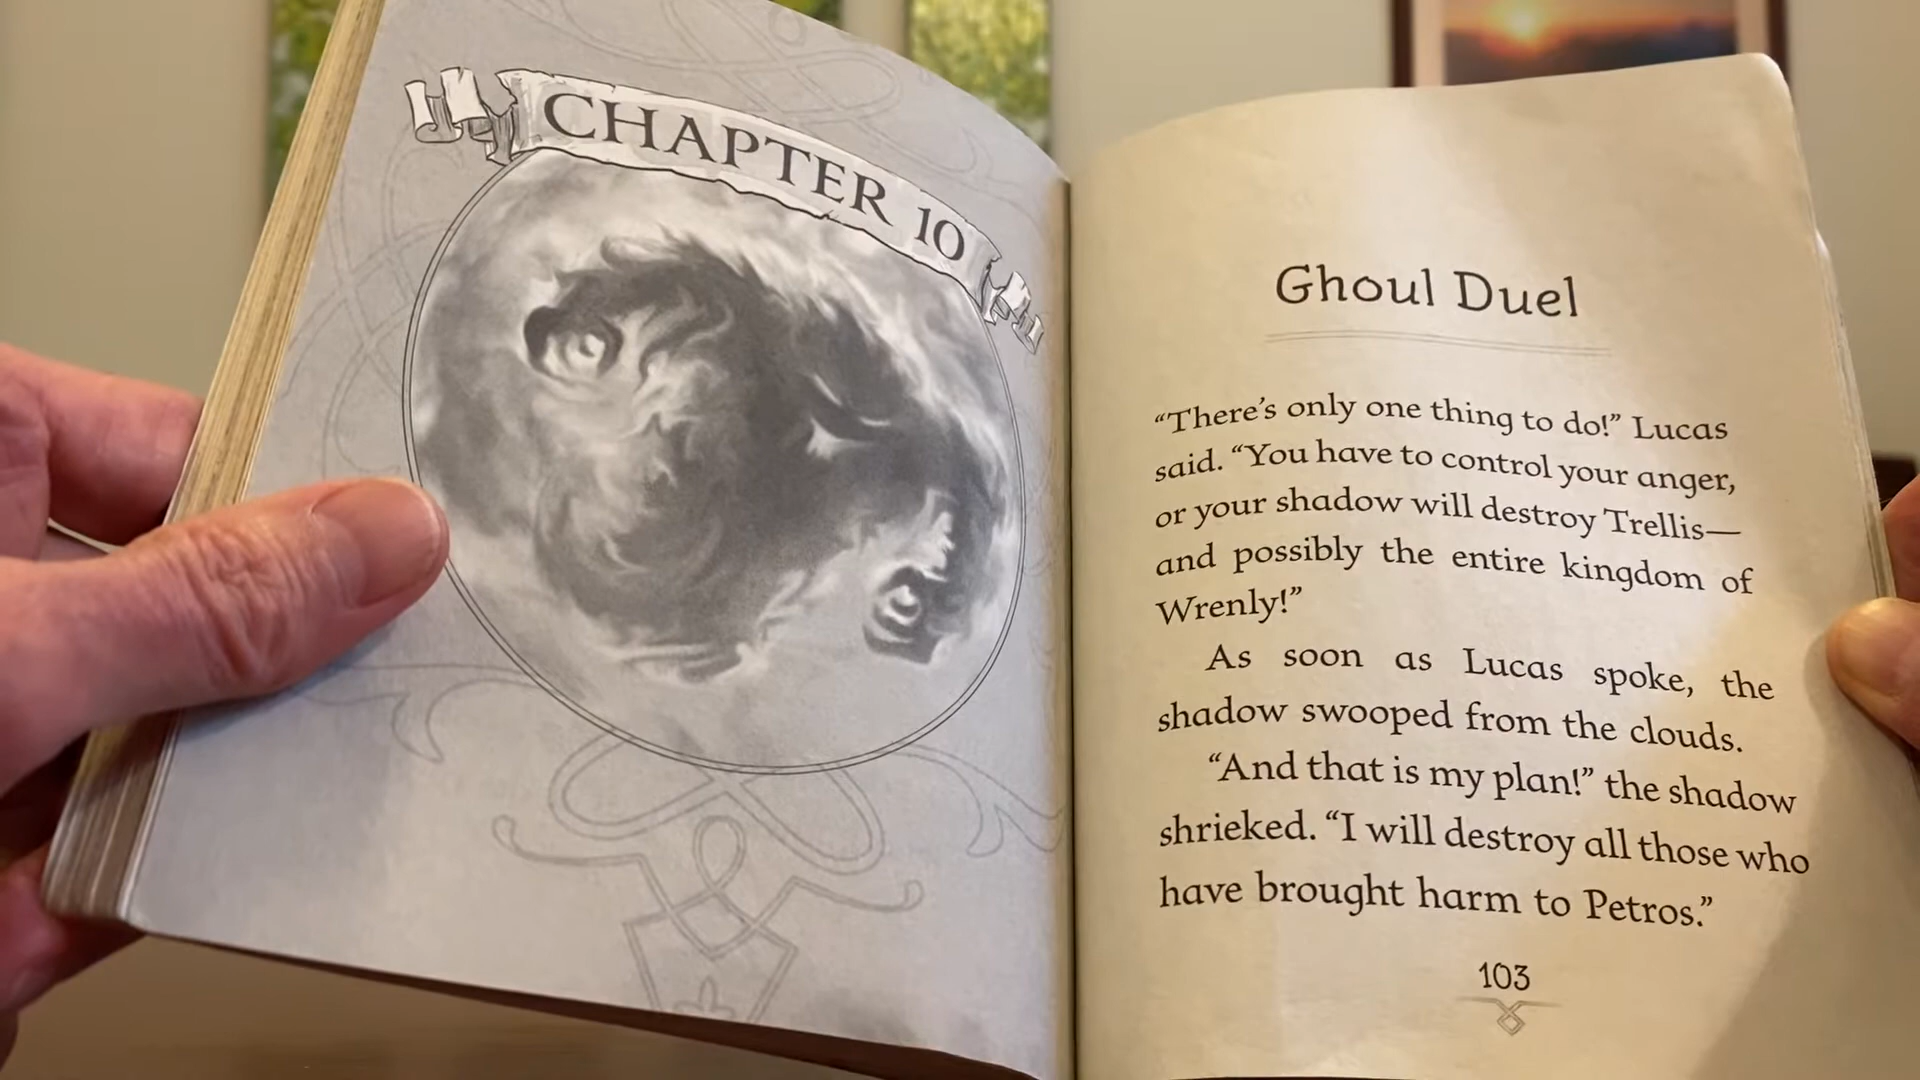 CHAPTER 10
Ghoul Duel
“There’s only one thing to do!” Lucas
said. “You have to control your anger,
or your shadow will destroy Trellis—
and possibly the entire kingdom of
Wrenly!”
As soon as Lucas spoke, the
shadow swooped from the clouds.
“And that is my plan!” the shadow
shrieked. “I will destroy all those who
have brought harm to Petros.”
103